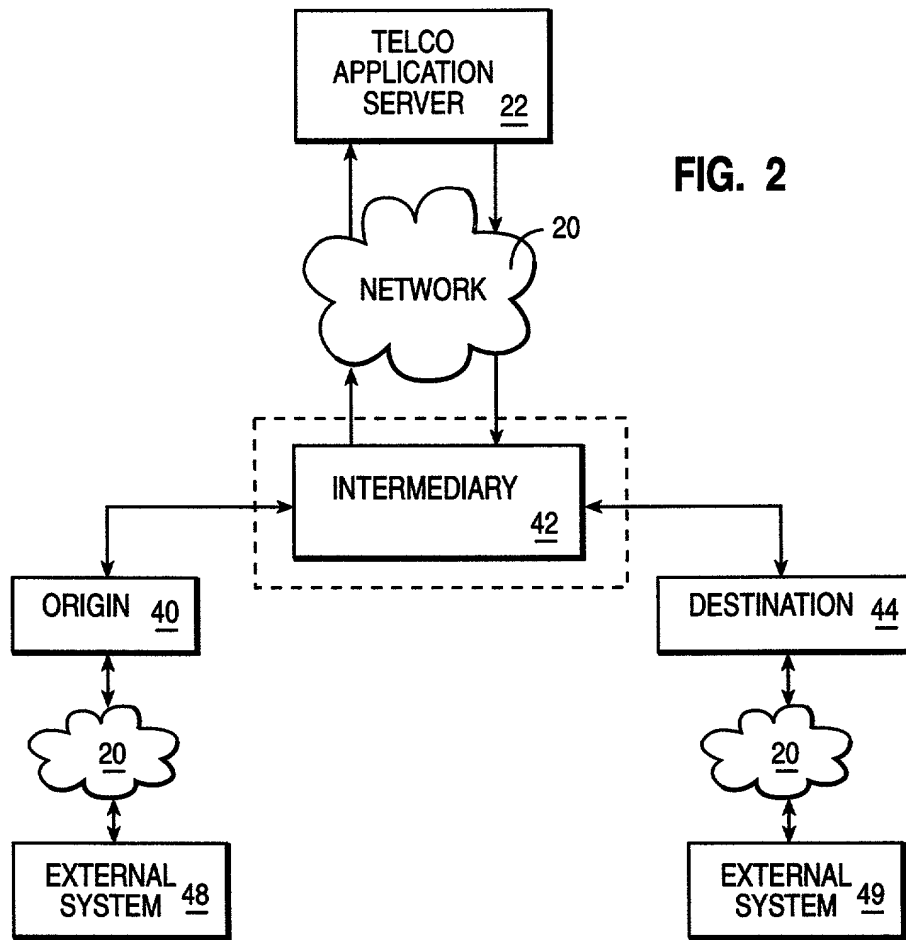 TELCO
APPLICATION
SERVER 22
FIG. 2
20
NETWORK
INTERMEDIARY
42
ORIGIN 40
DESTINATION 44
20
20
EXTERNAL
SYSTEM 48
EXTERNAL
SYSTEM 49